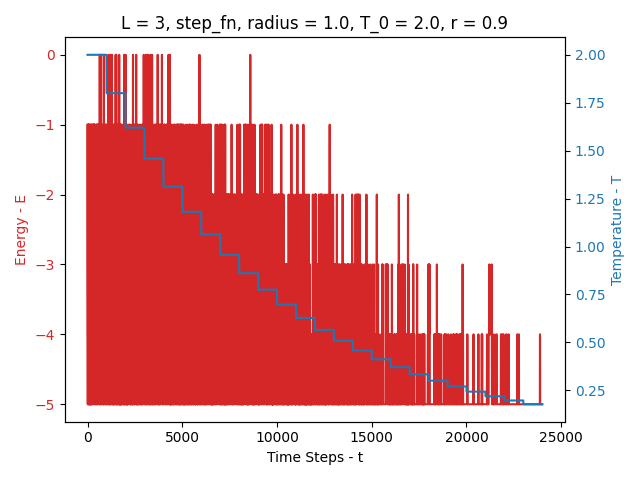 L = 3, step_fn, radius = 1.0, T_0 = 2.0, r = 0.9
0
−1
−2
−3
−4
−5
Energy - E
2.00
1.75
1.50
1.25
1.00
0.75
0.50
0.25
Temperature - T
0 5000 10000 15000 20000 25000
Time Steps - t